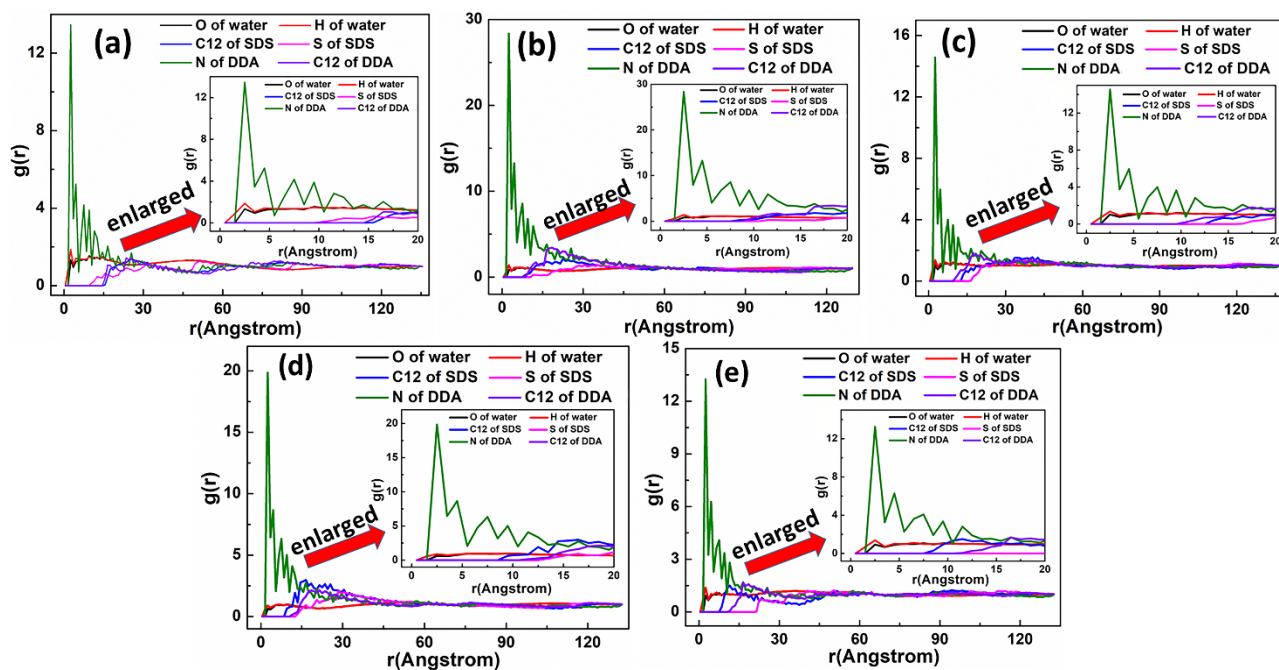 (a)
O of water H of water
C12 of SDS S of SDS
N of DDA C12 of DDA
g(r)
12
9
6
3
0
enlarged
O of water H of water
C12 of SDS S of SDS
N of DDA C12 of DDA
g(r)
12
8
4
0
0 5 10 15 20
r(Angstrom)
0 30 60 90 120
r(Angstrom)
(b)
O of water H of water
C12 of SDS S of SDS
N of DDA C12 of DDA
g(r)
30
20
10
0
enlarged
O of water H of water
C12 of SDS S of SDS
N of DDA C12 of DDA
g(r)
30
20
10
0
0 5 10 15 20
r(Angstrom)
0 30 60 90 120
r(Angstrom)
(c)
O of water H of water
C12 of SDS S of SDS
N of DDA C12 of DDA
g(r)
16
12
8
4
0
enlarged
O of water H of water
C12 of SDS S of SDS
N of DDA C12 of DDA
g(r)
12
8
4
0
0 5 10 15 20
r(Angstrom)
0 30 60 90 120
r(Angstrom)
(d)
O of water H of water
C12 of SDS S of SDS
N of DDA C12 of DDA
g(r)
20
15
10
5
0
enlarged
O of water H of water
C12 of SDS S of SDS
N of DDA C12 of DDA
g(r)
20
15
10
5
0
0 5 10 15 20
r(Angstrom)
0 30 60 90 120
r(Angstrom)
(e)
O of water H of water
C12 of SDS S of SDS
N of DDA C12 of DDA
g(r)
15
12
9
6
3
0
enlarged
O of water H of water
C12 of SDS S of SDS
N of DDA C12 of DDA
g(r)
12
8
4
0
0 5 10 15 20
r(Angstrom)
0 30 60 90 120
r(Angstrom)